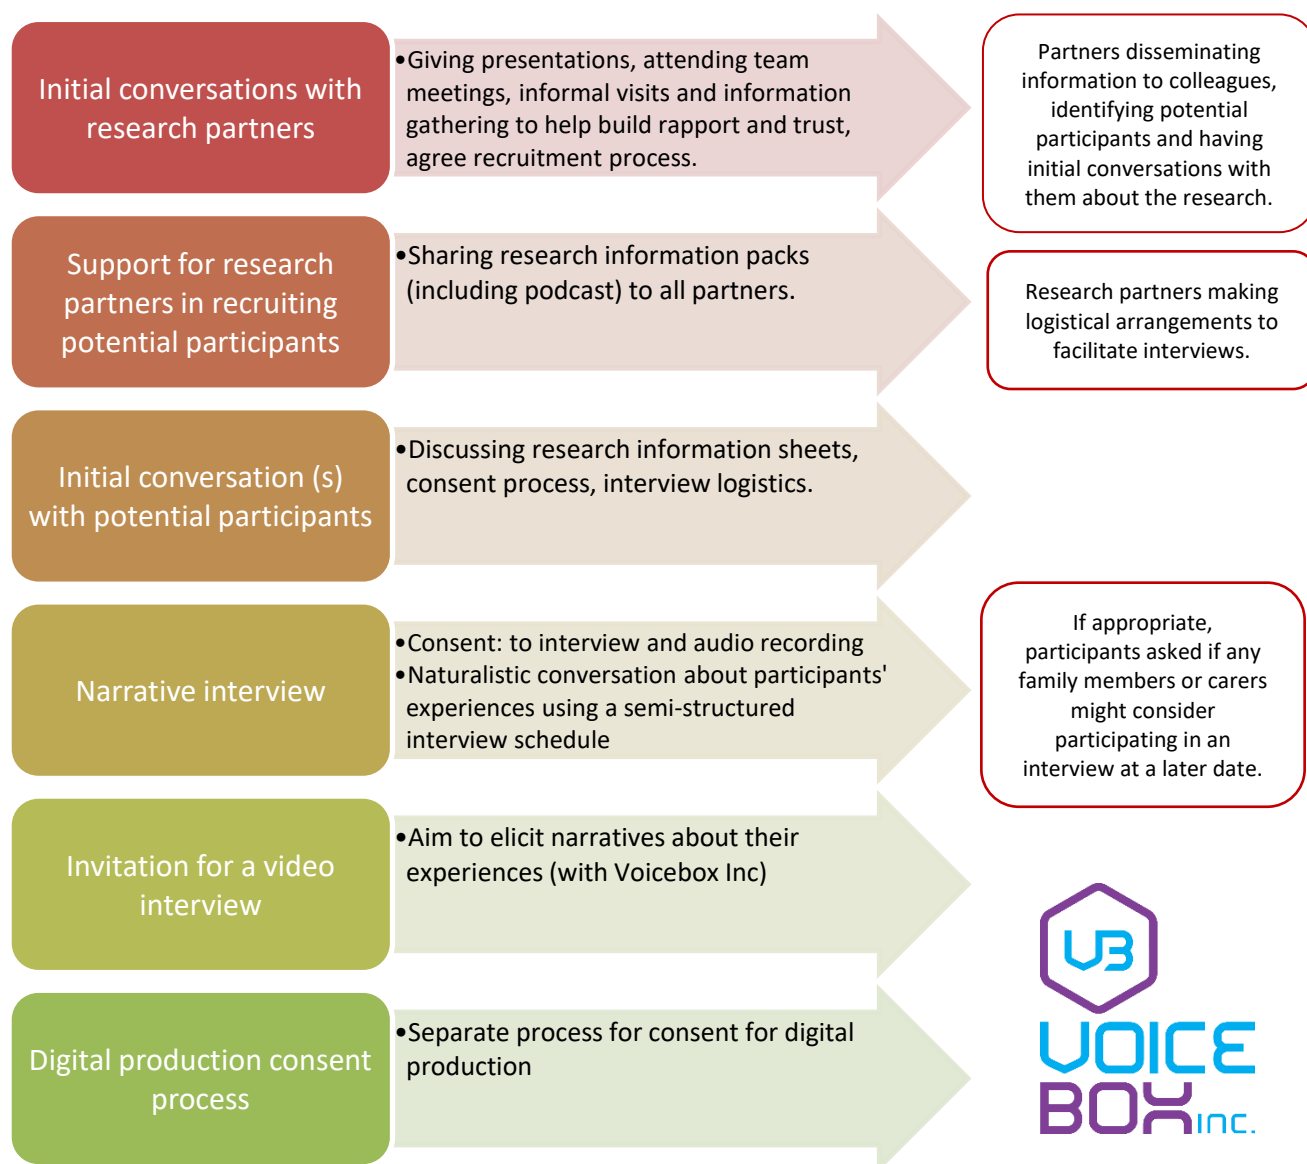 Initial conversations with
research partners
•Giving presentations, attending team
meetings, informal visits and information
gathering to help build rapport and trust,
agree recruitment process.
Partners disseminating
information to colleagues,
identifying potential
participants and having
initial conversations with
them about the research.
Support for research
partners in recruiting
potential participants
•Sharing research information packs
(including podcast) to all partners.
Research partners making
logistical arrangements to
facilitate interviews.
Initial conversation (s)
with potential participants
•Discussing research information sheets,
consent process, interview logistics.
Narrative interview
•Consent: to interview and audio recording
•Naturalistic conversation about participants'
experiences using a semi-structured
interview schedule
If appropriate,
participants asked if any
family members or carers
might consider
participating in an
interview at a later date.
Invitation for a video
interview
•Aim to elicit narratives about their
experiences (with Voicebox Inc)
Digital production consent
process
•Separate process for consent for digital
production
VB
VOICE
BOX INC.